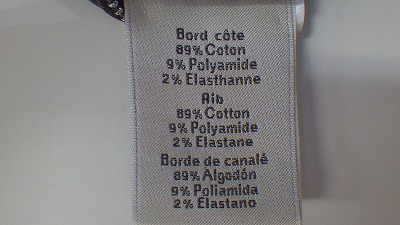 Bord côte
89% Coton
9% Polyamide
2% Elasthanne
Rib
89% Cotton
9% Polyamide
2% Elastane
Borde de canalé
89% Algodón
9% Poliamida
2% Elastano